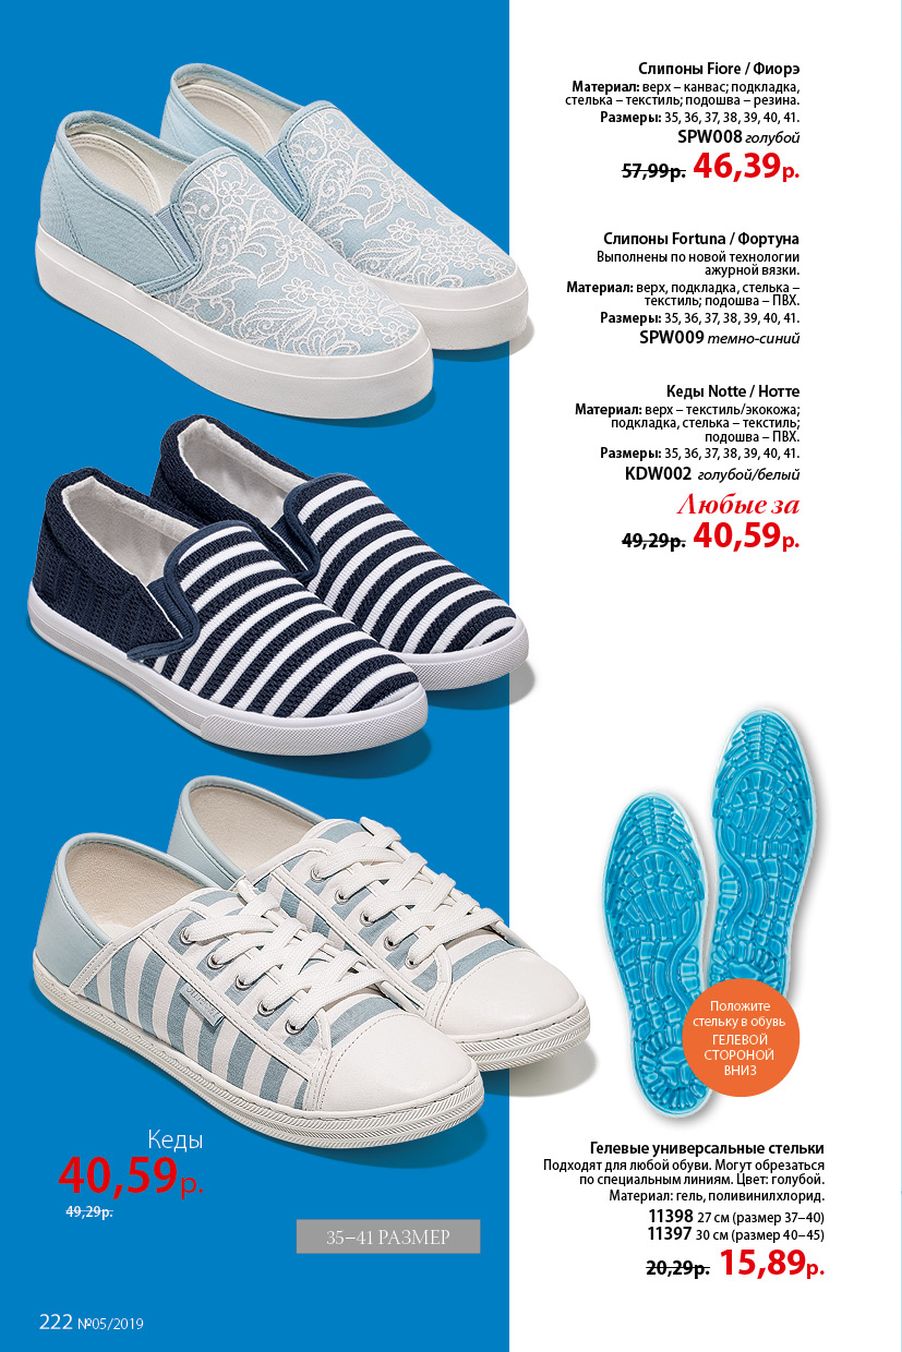 Слипоны Fiore / Фиорэ
Материал: верх – канвас; подкладка,
стелька – текстиль; подошва – резина.
Размеры: 35, 36, 37, 38, 39, 40, 41.
SPW008 голубой
57,99р. 46,39р.
Слипоны Fortuna / Фортуна
Выполнены по новой технологии
ажурной вязки.
Материал: верх, подкладка, стелька –
текстиль; подошва – ПВХ.
Размеры: 35, 36, 37, 38, 39, 40, 41.
SPW009 темно-синий
Кеды Notte / Нотте
Материал: верх – текстиль/экокожа;
подкладка, стелька – текстиль;
подошва – ПВХ.
Размеры: 35, 36, 37, 38, 39, 40, 41.
KDW002 голубой/белый
Любые за
49,29р. 40,59р.
Положите
стельку в обувь
ГЕЛЕВОЙ
СТОРОНОЙ
ВНИЗ
Кеды
40,59р.
49,29р.
35–41 РАЗМЕР
Гелевые универсальные стельки
Подходят для любой обуви. Могут обрезаться
по специальным линиям. Цвет: голубой.
Материал: гель, поливинилхлорид.
11398 27 см (размер 37–40)
11397 30 см (размер 40–45)
20,29р. 15,89р.
222 №05/2019